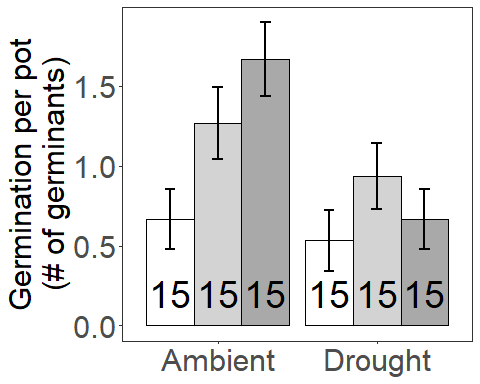 Germination per pot
(# of germinants)
1.5
1.0
0.5
0.0
15 15 15 15 15 15
Ambient Drought